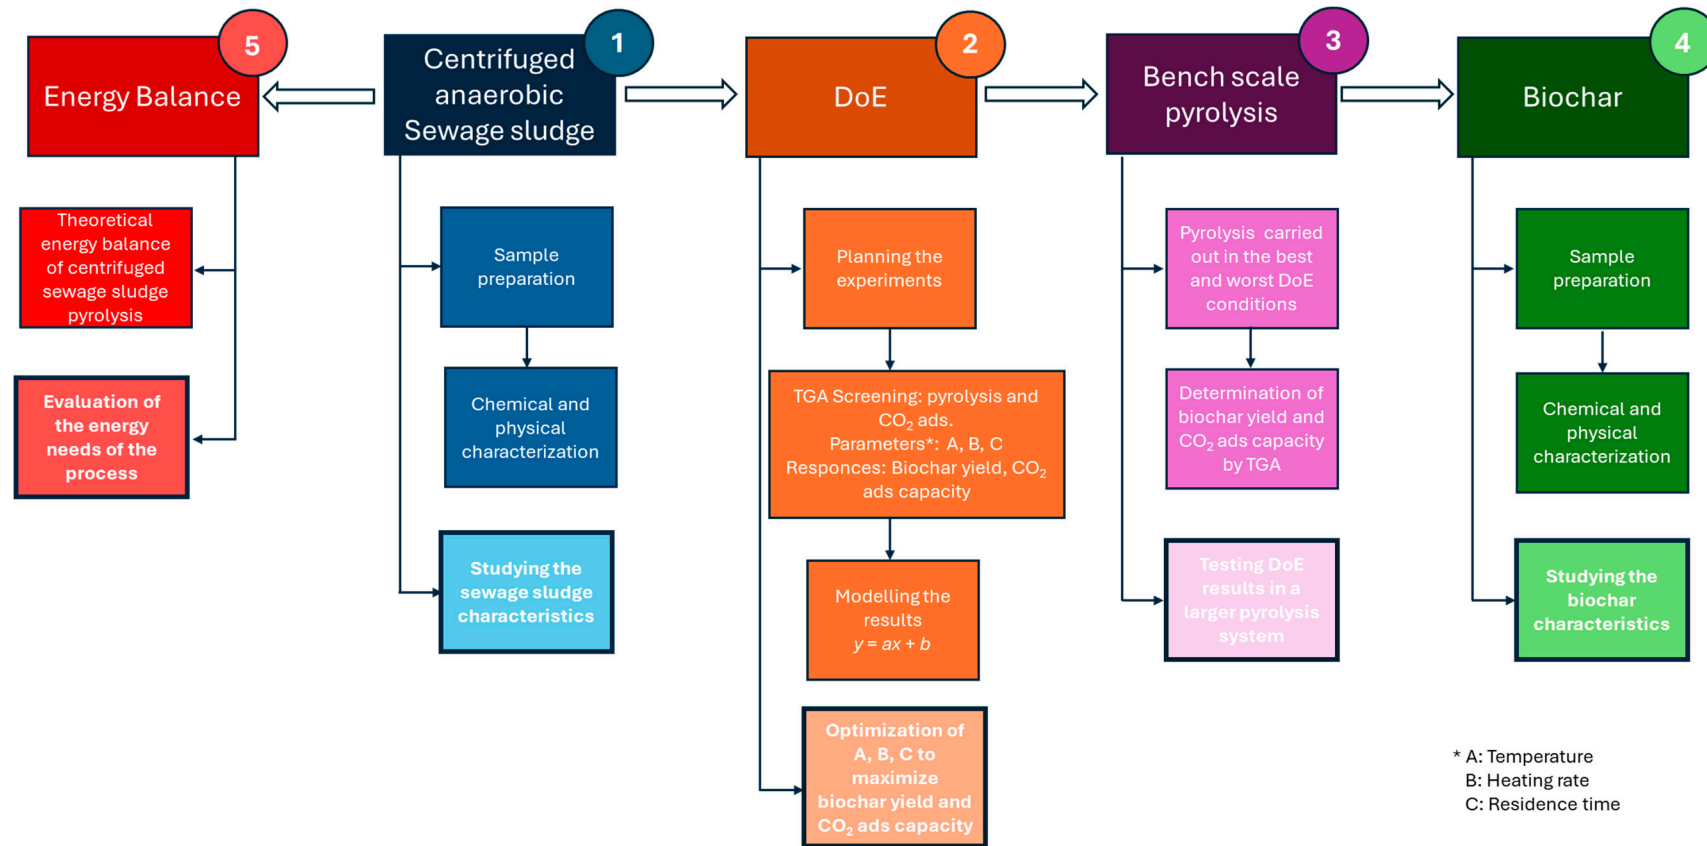 5
Energy Balance
Theoretical
energy balance
of centrifuged
sewage sludge
pyrolysis
Evaluation of
the energy
needs of the
process
1
Centrifuged
anaerobic
Sewage sludge
Sample
preparation
Chemical and
physical
characterization
Studying the
sewage sludge
characteristics
2
DoE
Planning the
experiments
TGA Screening: pyrolysis and
CO₂ ads.
Parameters*: A, B, C
Responces: Biochar yield, CO₂
ads capacity
Modelling the
results
y = ax + b
Optimization of
A, B, C to
maximize
biochar yield and
CO₂ ads capacity
3
Bench scale
pyrolysis
Pyrolysis carried
out in the best
and worst DoE
conditions
Determination of
biochar yield and
CO₂ ads capacity
by TGA
Testing DoE
results in a
larger pyrolysis
system
4
Biochar
Sample
preparation
Chemical and
physical
characterization
Studying the
biochar
characteristics
* A: Temperature
B: Heating rate
C: Residence time